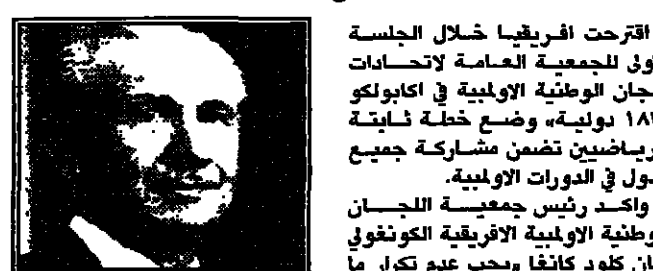 اقترحت افريقيا خلال الجلسة
ولى للجمعية العامة لاتحادات
جان الوطنية الاولمبية في اكابولكو
دولية، وضع خطة ثابتة
رياضيين تضمن مشاركة جميع
ول في الدورات الاولمبية.
واكد رئيس جمعية اللجان
وطنية الاولمبية الافريقية الكونغولي
ان كلود كانغا «يجب عدم تكرار ما